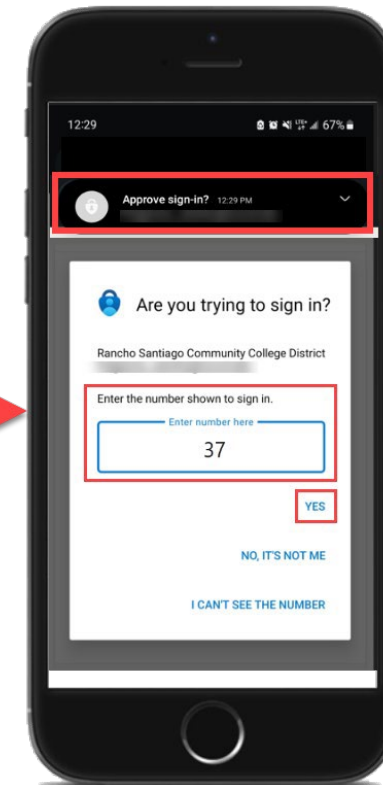 12:29
LTE+ 67%
Approve sign-in? 12:29 PM
Are you trying to sign in?
Rancho Santiago Community College District
Enter the number shown to sign in.
Enter number here
37
YES
NO, IT'S NOT ME
I CAN'T SEE THE NUMBER